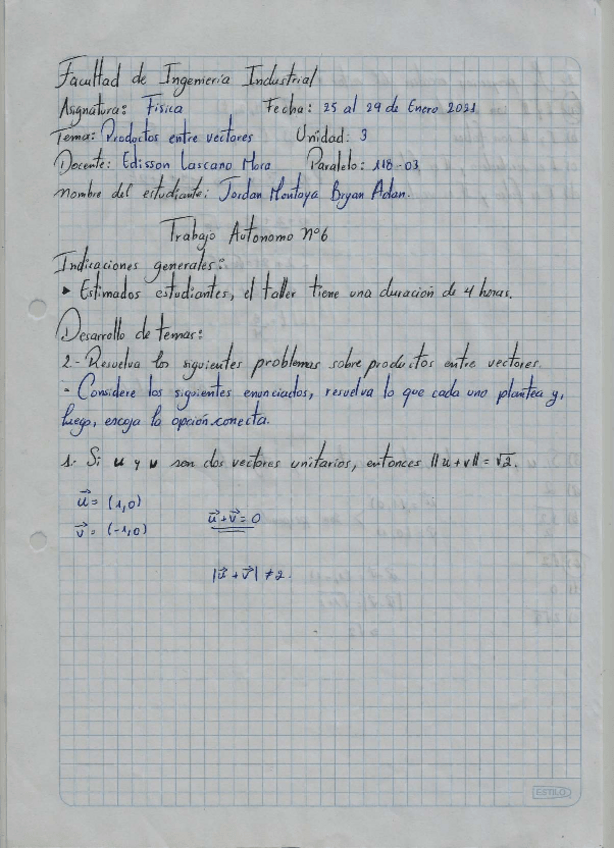 Facultad de Ingenieria Industrial
Asignatura: Física Fecha: 25 al 29 de Enero 2021
Tema: Productos entre vectores Unidad: 3
Docente: Edisson Lascano Mora Paralelo: 118-03
nombre del estudiante: Jordan Montoya Bryan Adan.
Trabajo Autonomo nº6
Indicaciones generales:
▸ Estimados estudiantes, el taller tiene una duración de 4 horas.
Desarrollo de temas:
2.- Resuelva los siguientes problemas sobre productos entre vectores.
- Considere los siguientes enunciados, resuelva lo que cada uno plantea y,
luego, escoja la opción correcta.
1.- Si u y v son dos vectores unitarios, entonces ||u+v|| = √2.
u⃗ = (1,0)
v⃗ = (-1,0) u⃗+v⃗ = 0
|u⃗ + v⃗| ≠ 2.
ESTILO